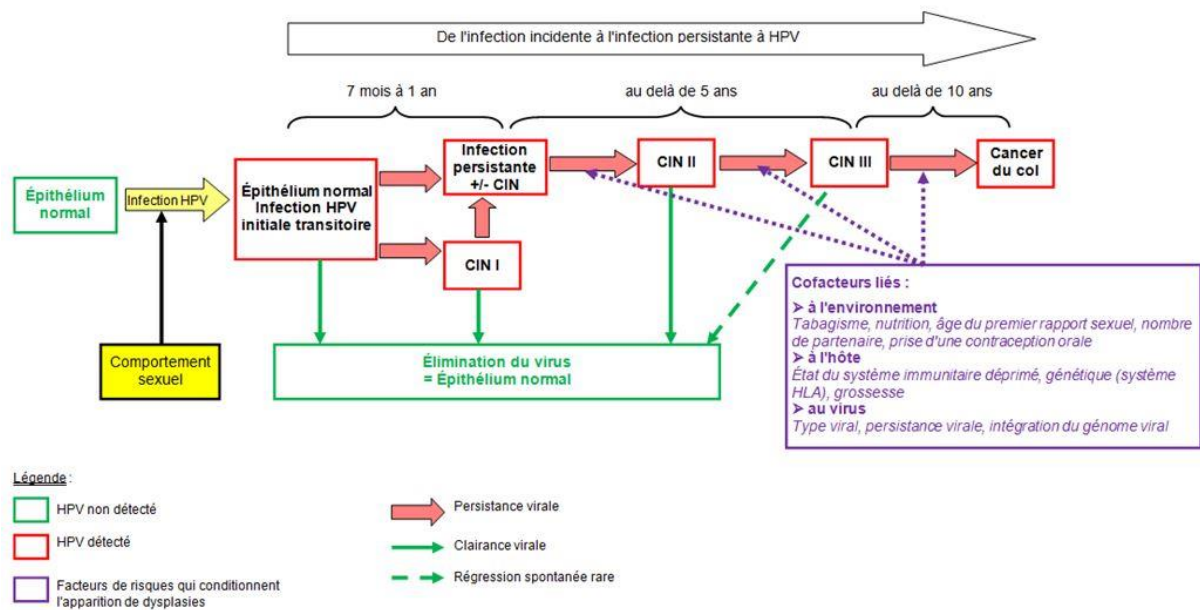 De l'infection incidente à l'infection persistante à HPV
7 mois à 1 an
au delà de 5 ans
au delà de 10 ans
Épithélium
normal
Infection HPV
Épithélium normal
Infection HPV
initiale transitoire
Infection
persistante
+/- CIN
CIN I
CIN II
CIN III
Cancer
du col
Comportement
sexuel
Élimination du virus
= Épithélium normal
Cofacteurs liés :
➢ à l'environnement
Tabagisme, nutrition, âge du premier rapport sexuel, nombre
de partenaire, prise d'une contraception orale
➢ à l'hôte
État du système immunitaire déprimé, génétique (système
HLA), grossesse
➢ au virus
Type viral, persistance virale, intégration du génome viral
Légende :
HPV non détecté
HPV détecté
Facteurs de risques qui conditionnent
l'apparition de dysplasies
Persistance virale
Clairance virale
Régression spontanée rare